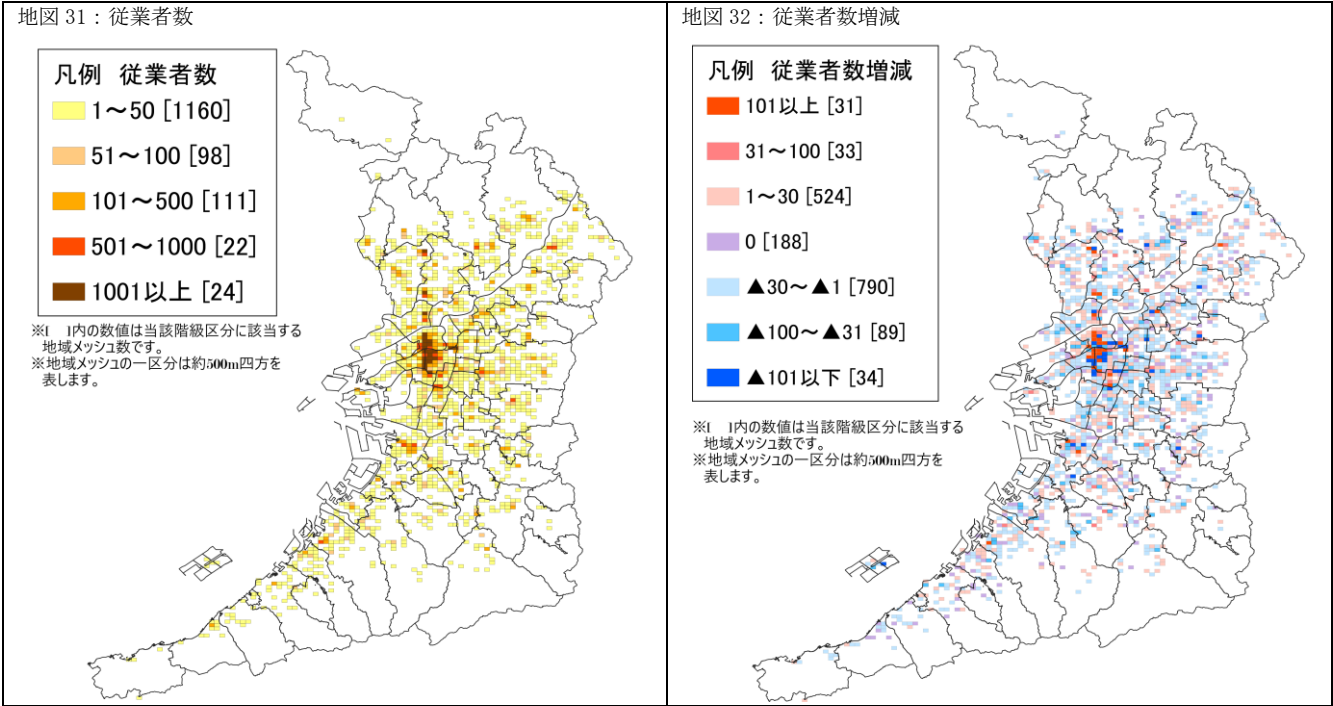 地図 31：従業者数
凡例 従業者数
1～50 [1160]
51～100 [98]
101～500 [111]
501～1000 [22]
1001以上 [24]
※[ ]内の数値は当該階級区分に該当する
地域メッシュ数です。
※地域メッシュの一区分は約500m四方を
表します。
地図 32：従業者数増減
凡例 従業者数増減
101以上 [31]
31～100 [33]
1～30 [524]
0 [188]
▲30～▲1 [790]
▲100～▲31 [89]
▲101以下 [34]
※[ ]内の数値は当該階級区分に該当する
地域メッシュ数です。
※地域メッシュの一区分は約500m四方を
表します。